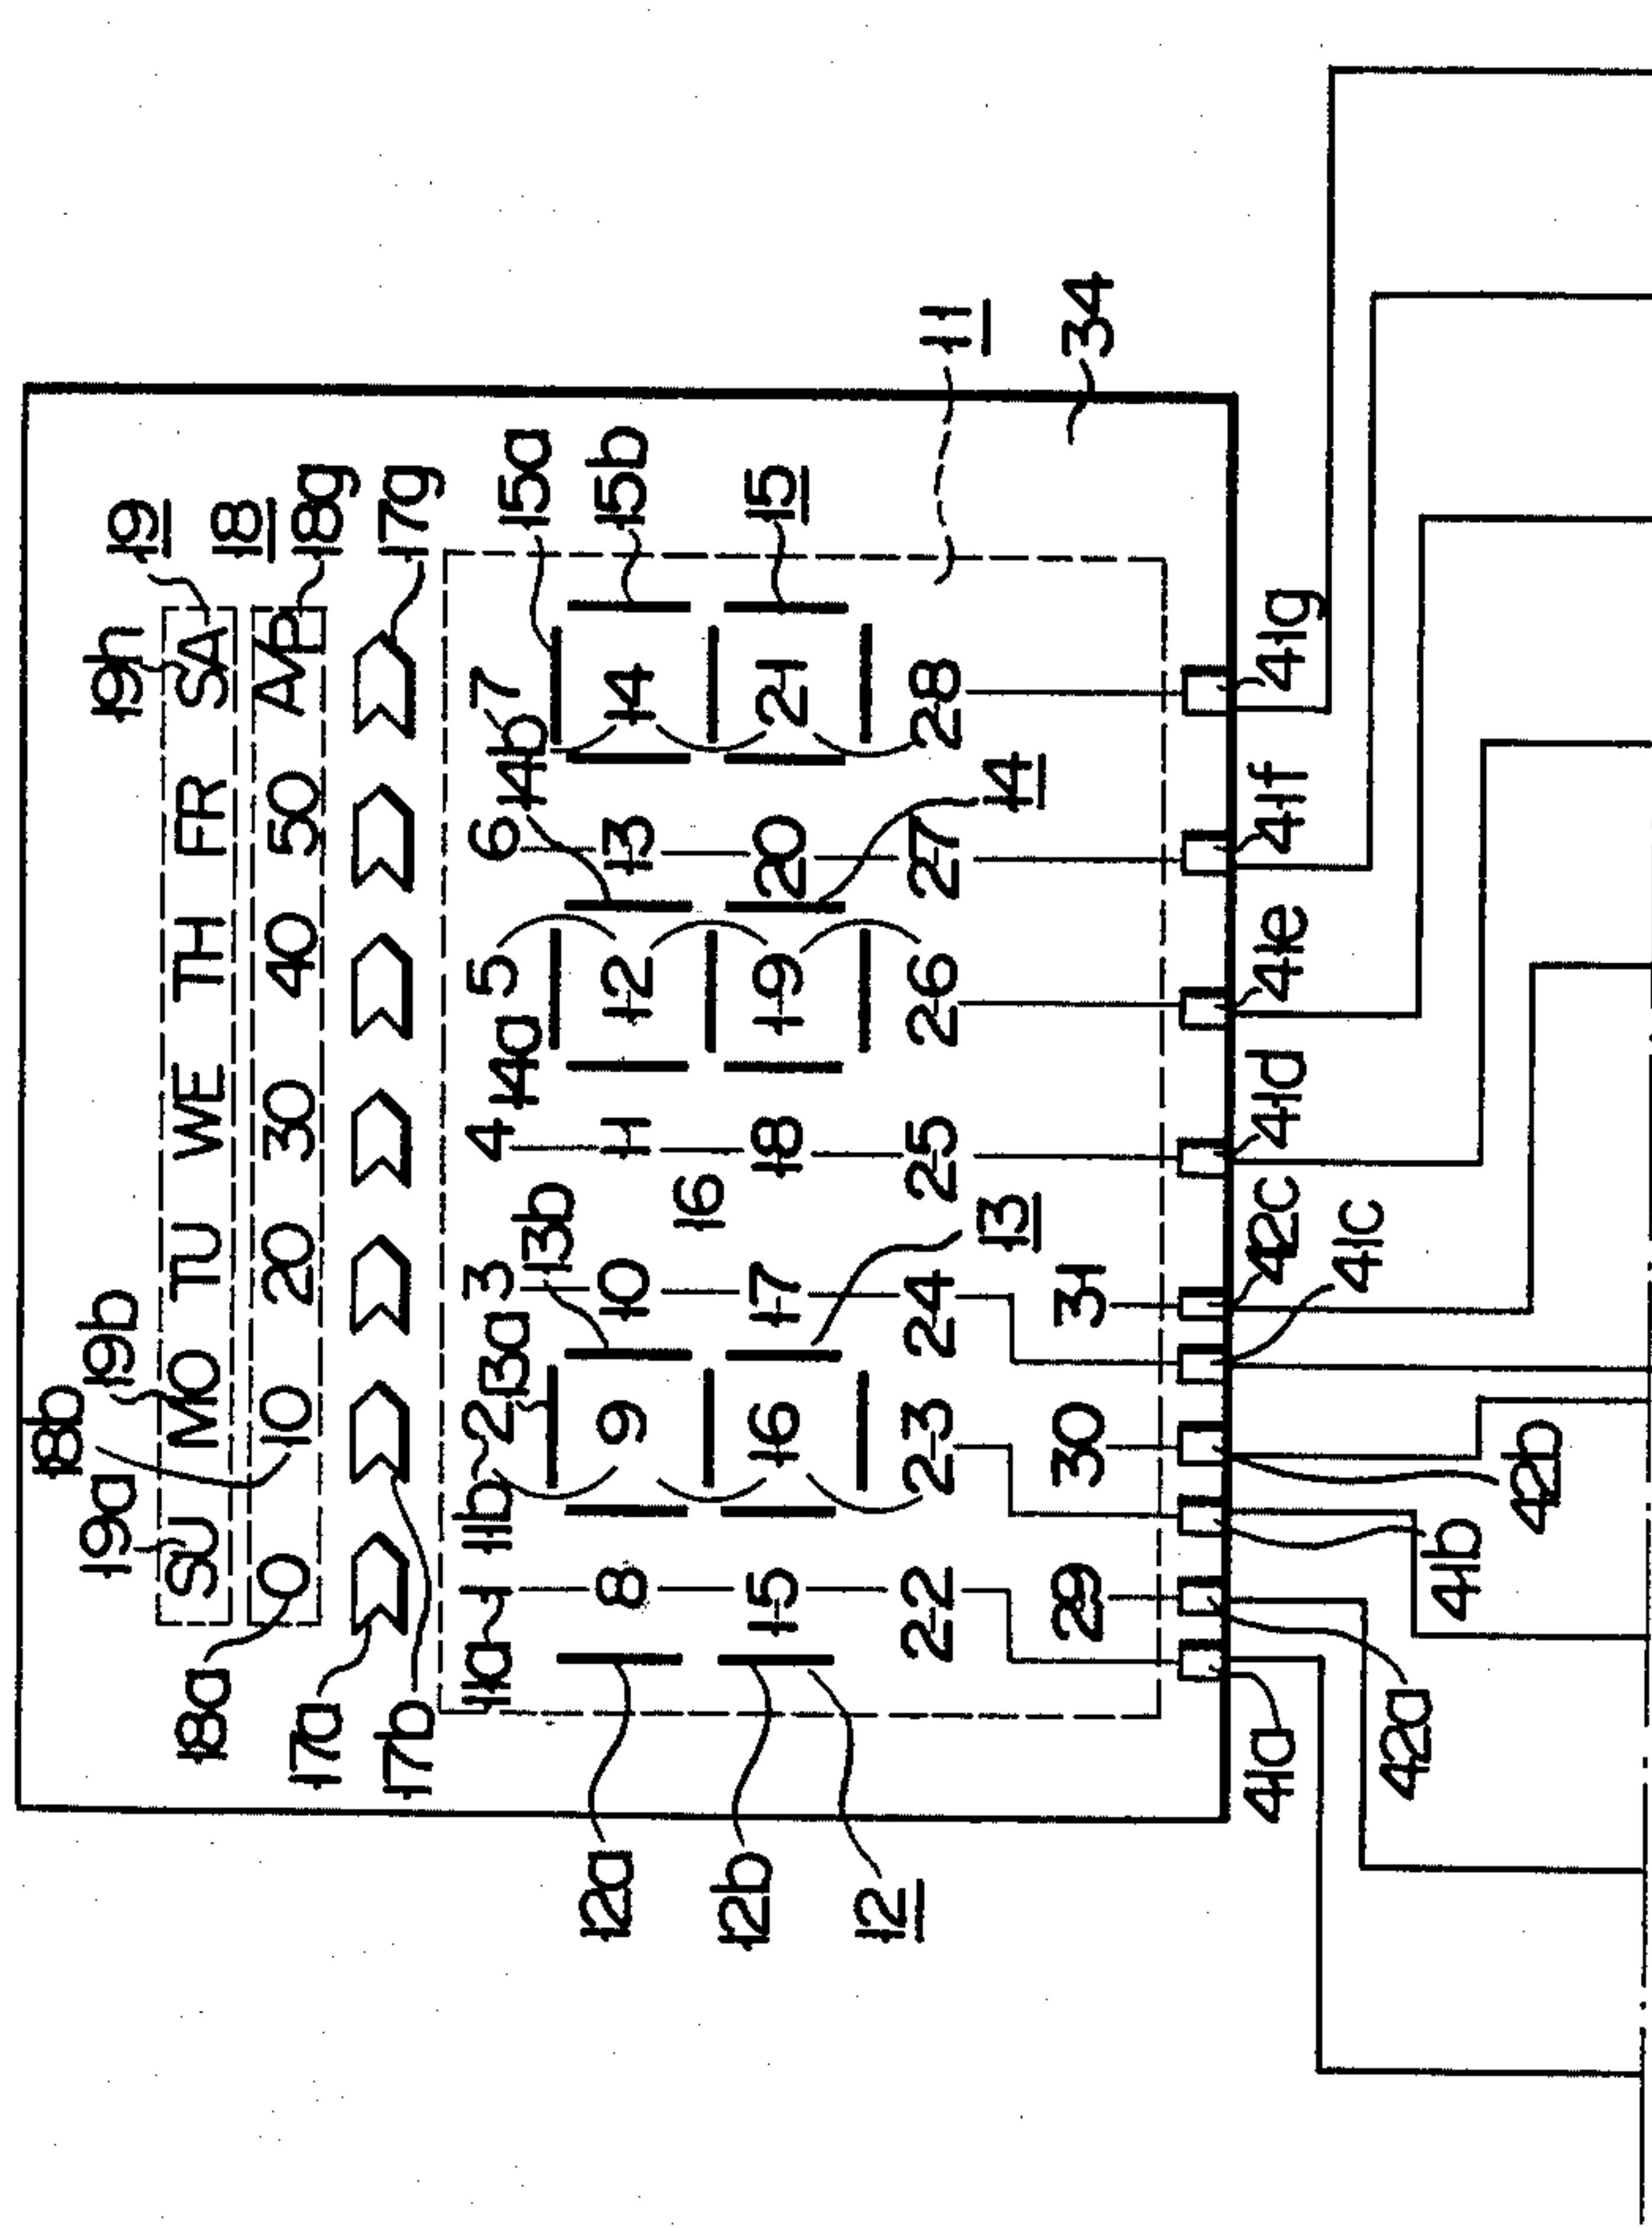 19h 19
18
18b 19b
19a
SU MO TU WE TH FR SA
0 10 20 30 40 50 A/P
18g
18a
17g
17a
17b
15a
15b
15
11a 11b 13a 13b 14a 14b
1 2 3 4 5 6 7
8 9 10 11 12 13 14
16
15 16 17 18 19 20 21
22 23 24 25 26 27 28
29 30 31
12a
12b
12
13
14
11
34
41a 42c 41d 41e 41f 41g
42a 41b 42b 41c